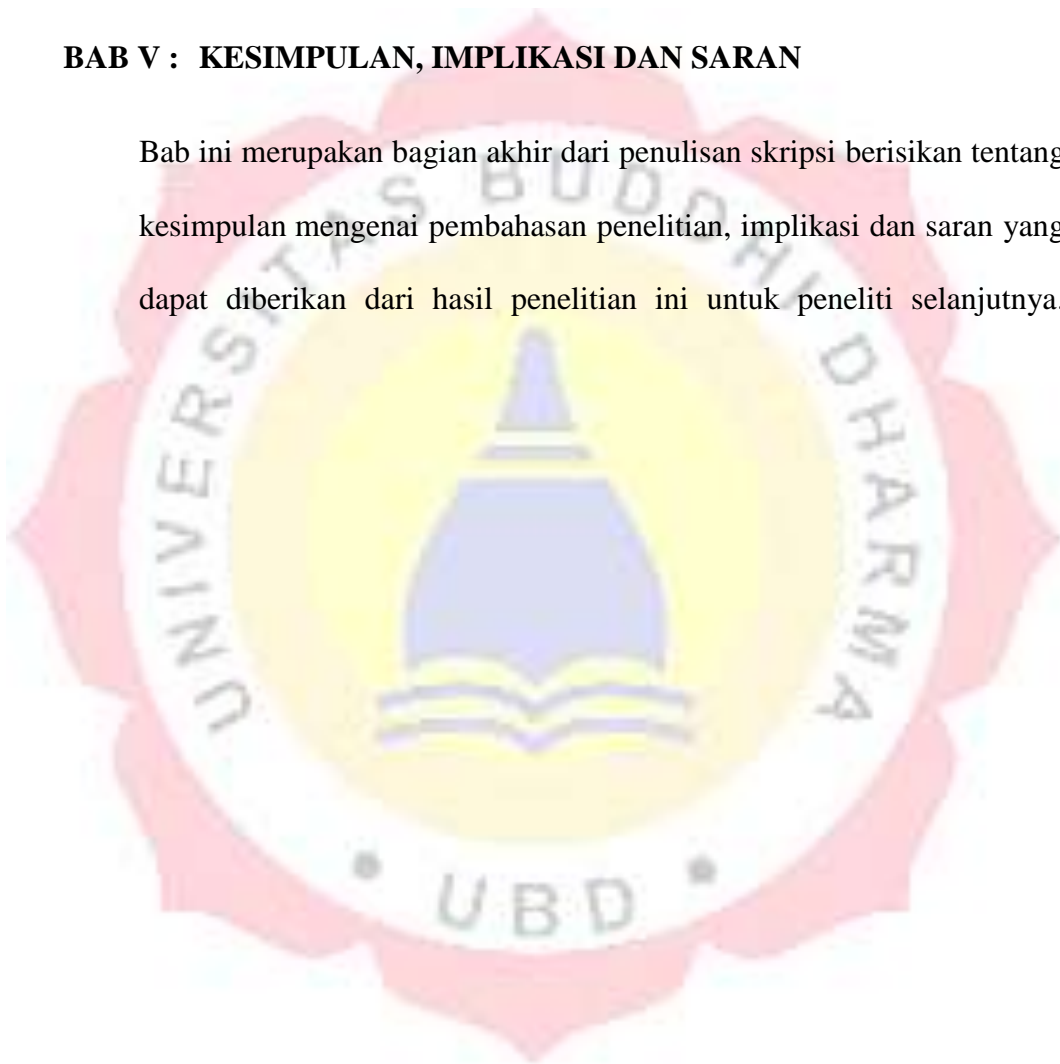 BAB V : KESIMPULAN, IMPLIKASI DAN SARAN
Bab ini merupakan bagian akhir dari penulisan skripsi berisikan tentang
kesimpulan mengenai pembahasan penelitian, implikasi dan saran yang
dapat diberikan dari hasil penelitian ini untuk peneliti selanjutnya.
UNIVERSITAS BUDDHI DHARMA
• UBD •